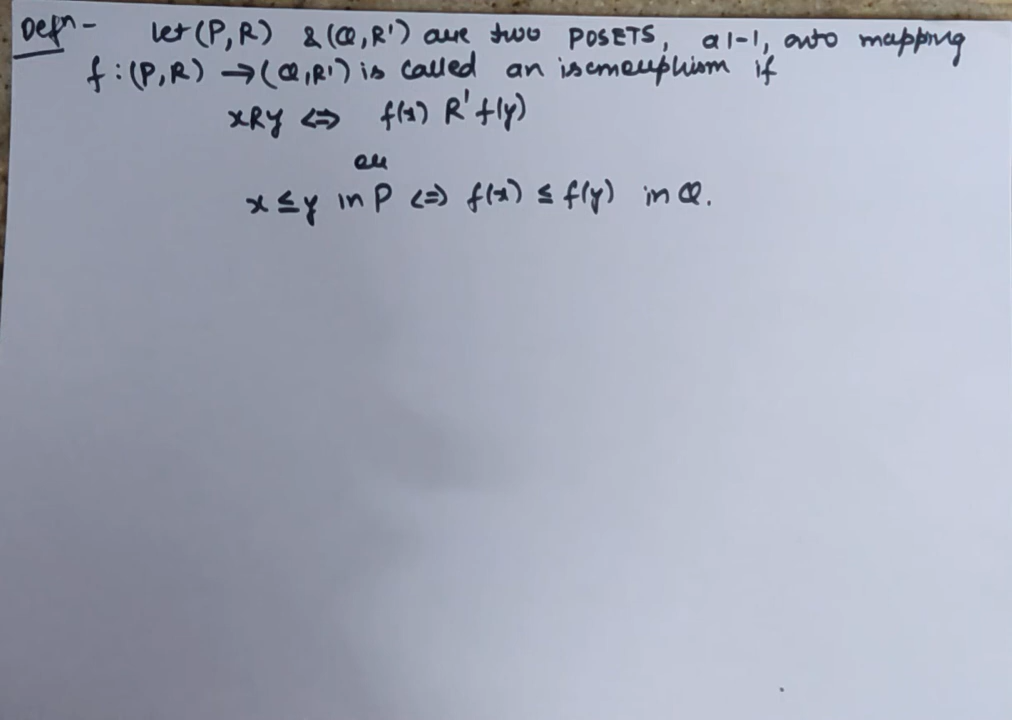 Defn- Let (P,R) & (Q,R') are two POSETS, a 1-1, onto mapping
f:(P,R) → (Q,R') is called an isomorphism if
xRy ⇔ f(x) R' f(y)
or
x ≤ y in P ⇔ f(x) ≤ f(y) in Q.